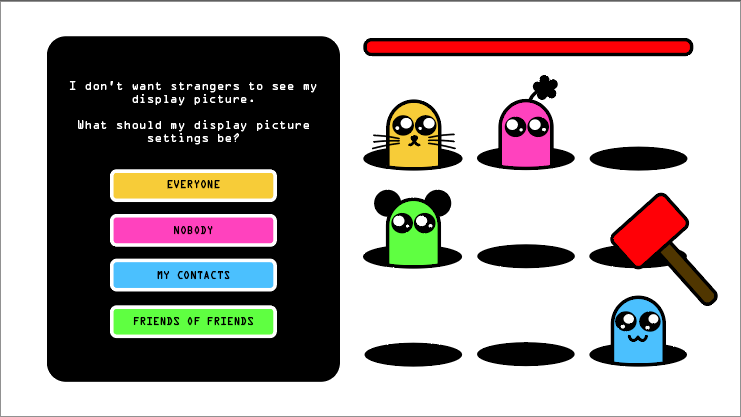 I don't want strangers to see my
display picture.
What should my display picture
settings be?
EVERYONE
NOBODY
MY CONTACTS
FRIENDS OF FRIENDS